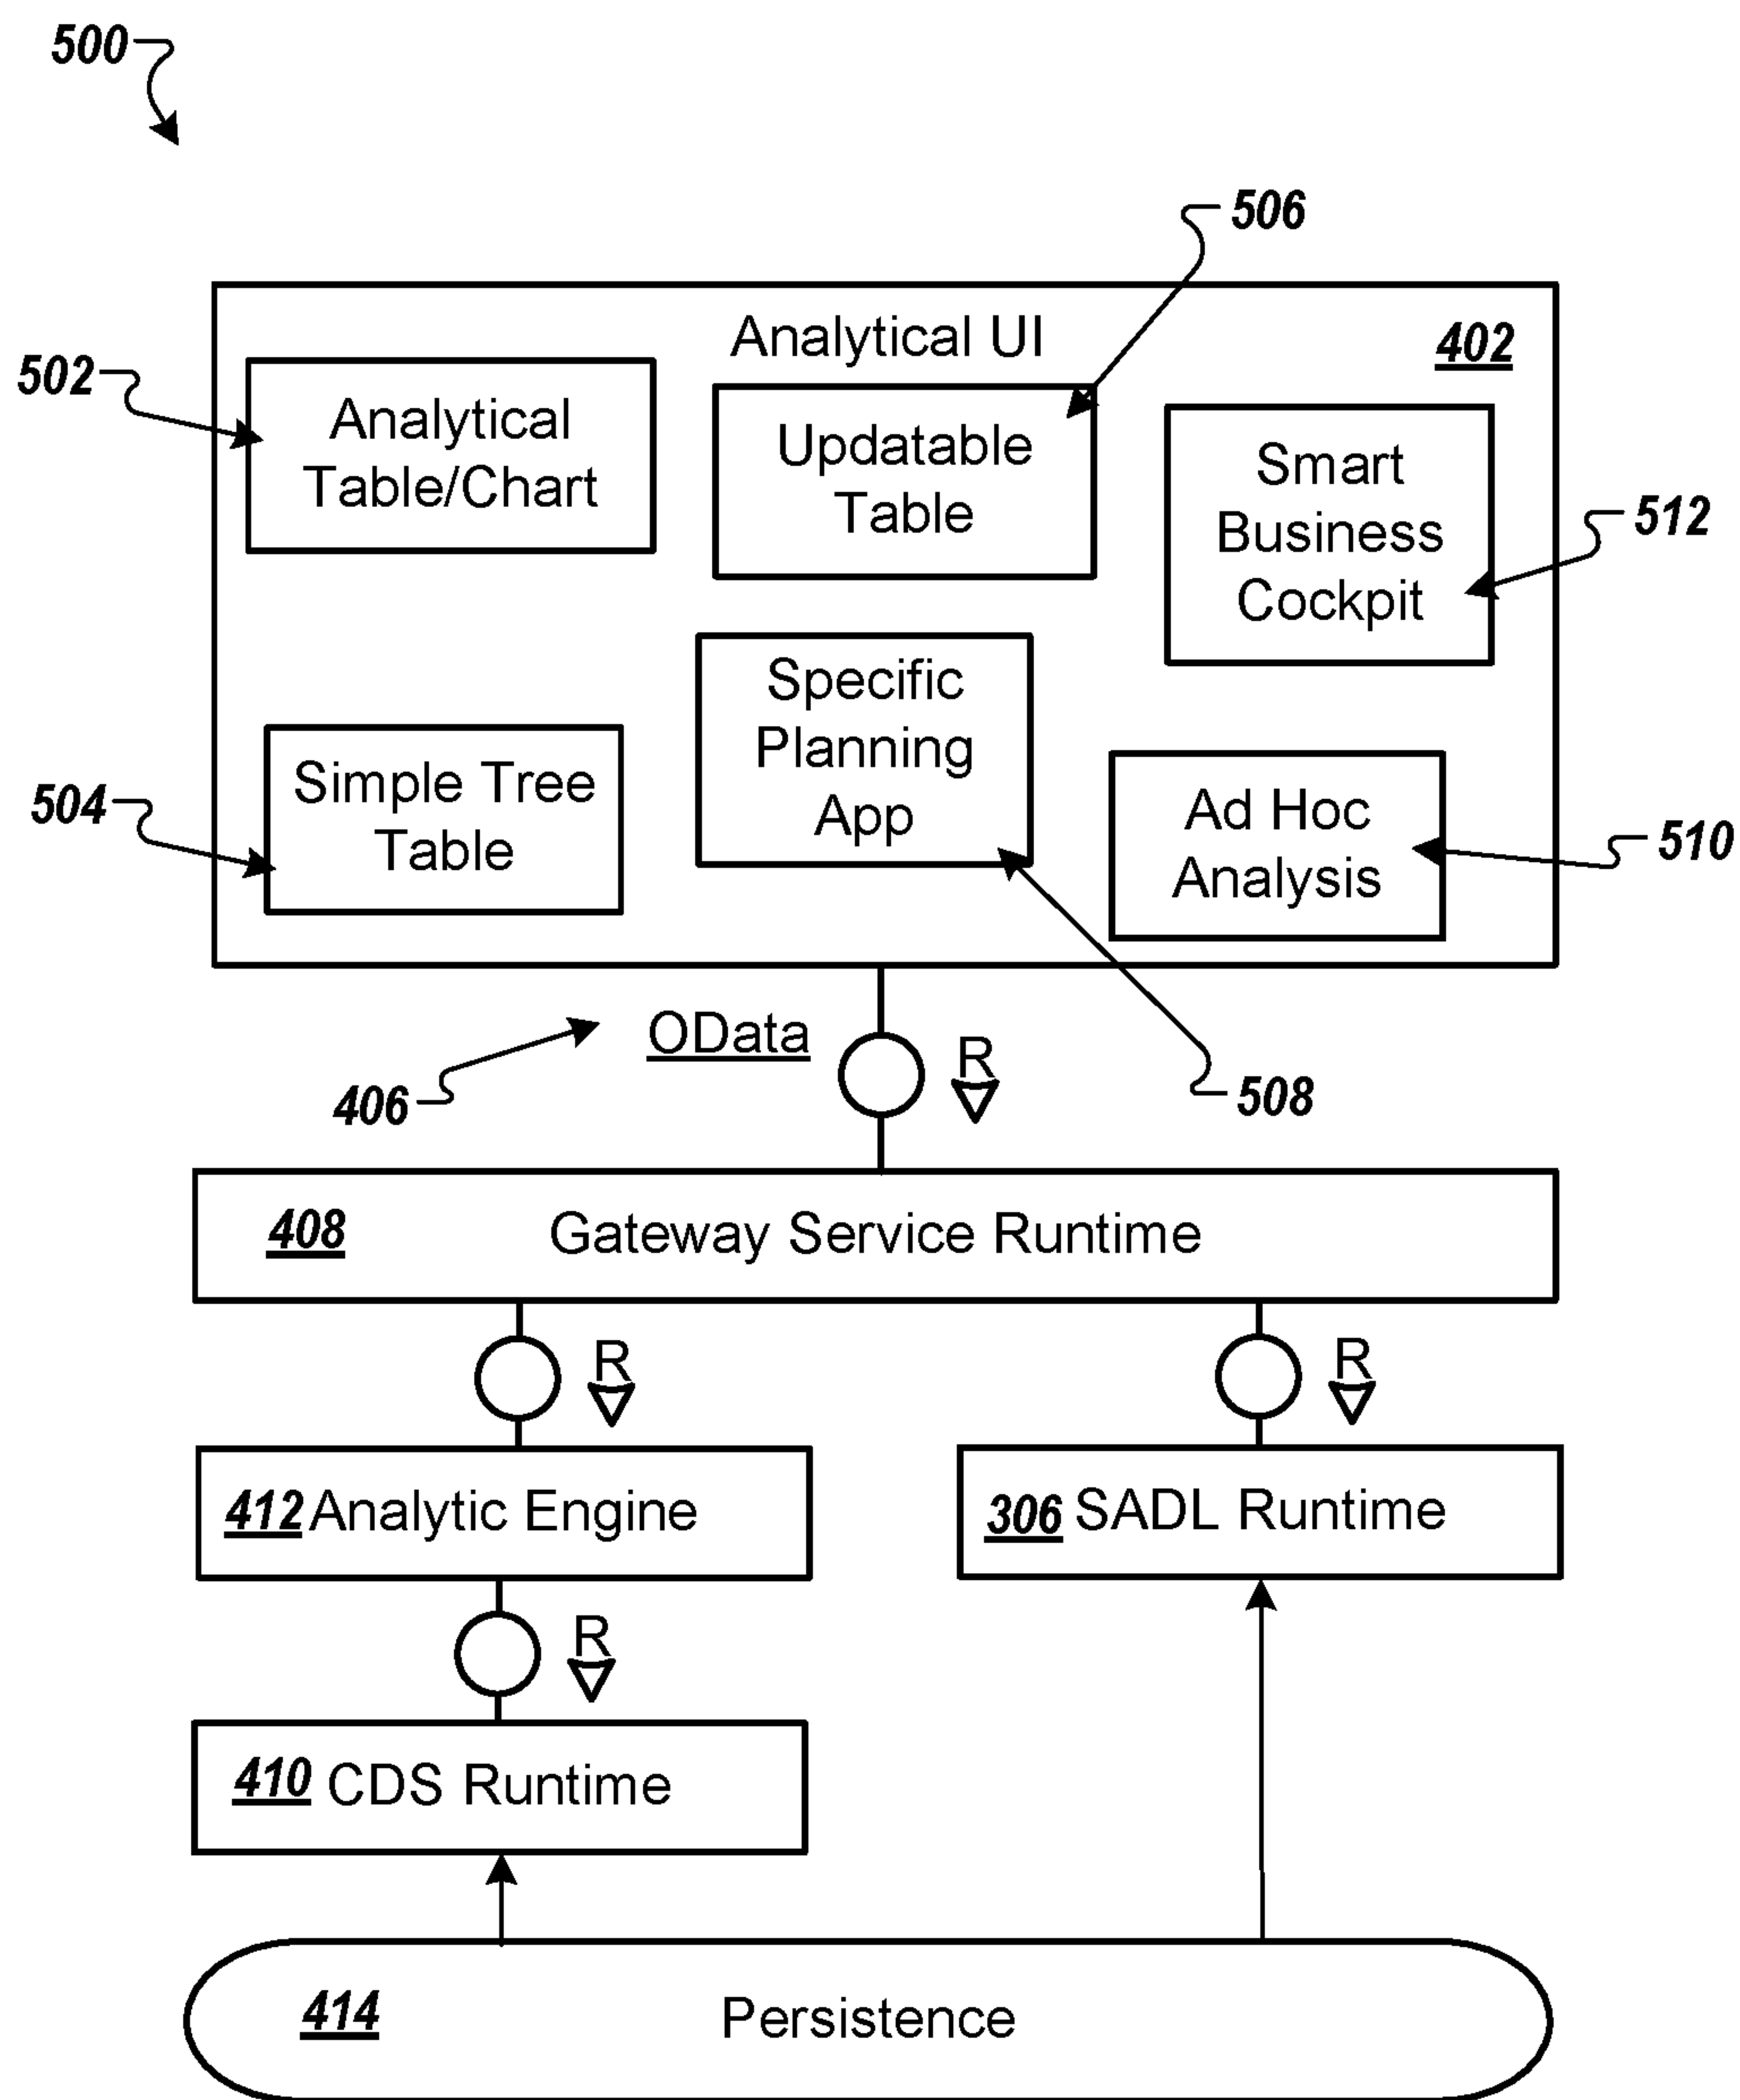 500
506
Analytical UI
402
502
Analytical
Table/Chart
Updatable
Table
Smart
Business
Cockpit
512
504
Simple Tree
Table
Specific
Planning
App
Ad Hoc
Analysis
510
OData
R
406
508
408 Gateway Service Runtime
R
R
412 Analytic Engine
306 SADL Runtime
R
410 CDS Runtime
414 Persistence